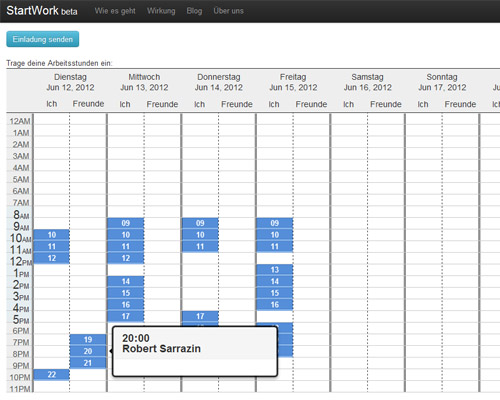 StartWork beta Wie es geht Wirkung Blog Über uns
Einladung senden
Trage deine Arbeitsstunden ein:
Dienstag Mittwoch Donnerstag Freitag Samstag Sonntag
Jun 12, 2012 Jun 13, 2012 Jun 14, 2012 Jun 15, 2012 Jun 16, 2012 Jun 17, 2012
Ich Freunde Ich Freunde Ich Freunde Ich Freunde Ich Freunde Ich Freunde
12AM
1AM
2AM
3AM
4AM
5AM
6AM
7AM
8AM
9AM 09 09 09
10AM 10 10 10 10
11AM 11 11 11 11
12PM 12 12
1PM 13
2PM 14 14
3PM 15 15
4PM 16 16
5PM 17 17
6PM
7PM 19
8PM 20
9PM 21
10PM 22
11PM
20:00
Robert Sarrazin